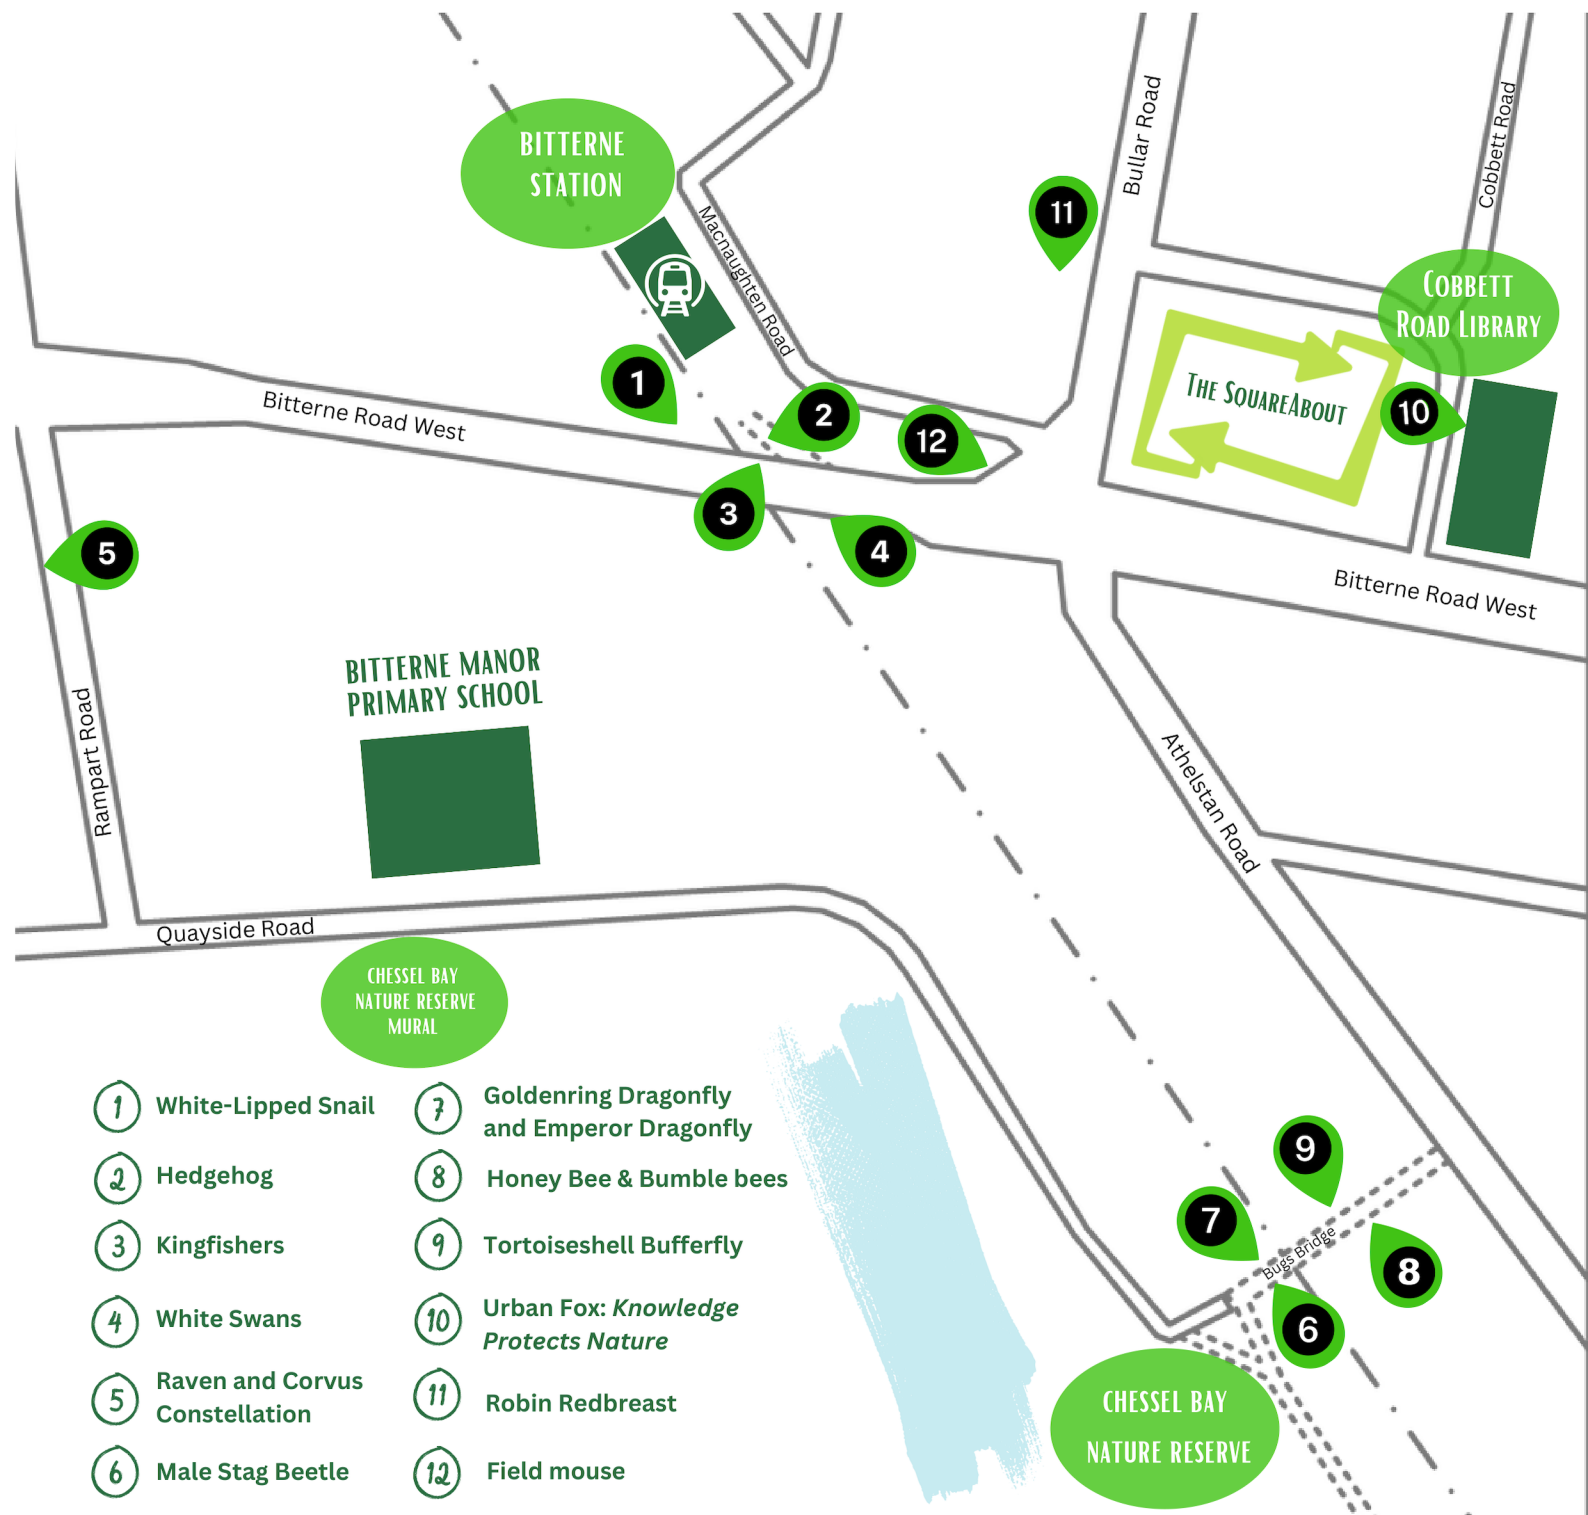 BITTERNE
STATION
Macnaughten Road
Bullar Road
Cobbett Road
11
COBBETT
ROAD LIBRARY
THE SQUAREABOUT
10
1
2
12
Bitterne Road West
3
4
5
Bitterne Road West
BITTERNE MANOR
PRIMARY SCHOOL
Rampart Road
Athelstan Road
Quayside Road
CHESSEL BAY
NATURE RESERVE
MURAL
9
7
Bugs Bridge
8
6
CHESSEL BAY
NATURE RESERVE
1 White-Lipped Snail
2 Hedgehog
3 Kingfishers
4 White Swans
5 Raven and Corvus
Constellation
6 Male Stag Beetle
7 Goldenring Dragonfly
and Emperor Dragonfly
8 Honey Bee & Bumble bees
9 Tortoiseshell Bufferfly
10 Urban Fox: Knowledge
Protects Nature
11 Robin Redbreast
12 Field mouse